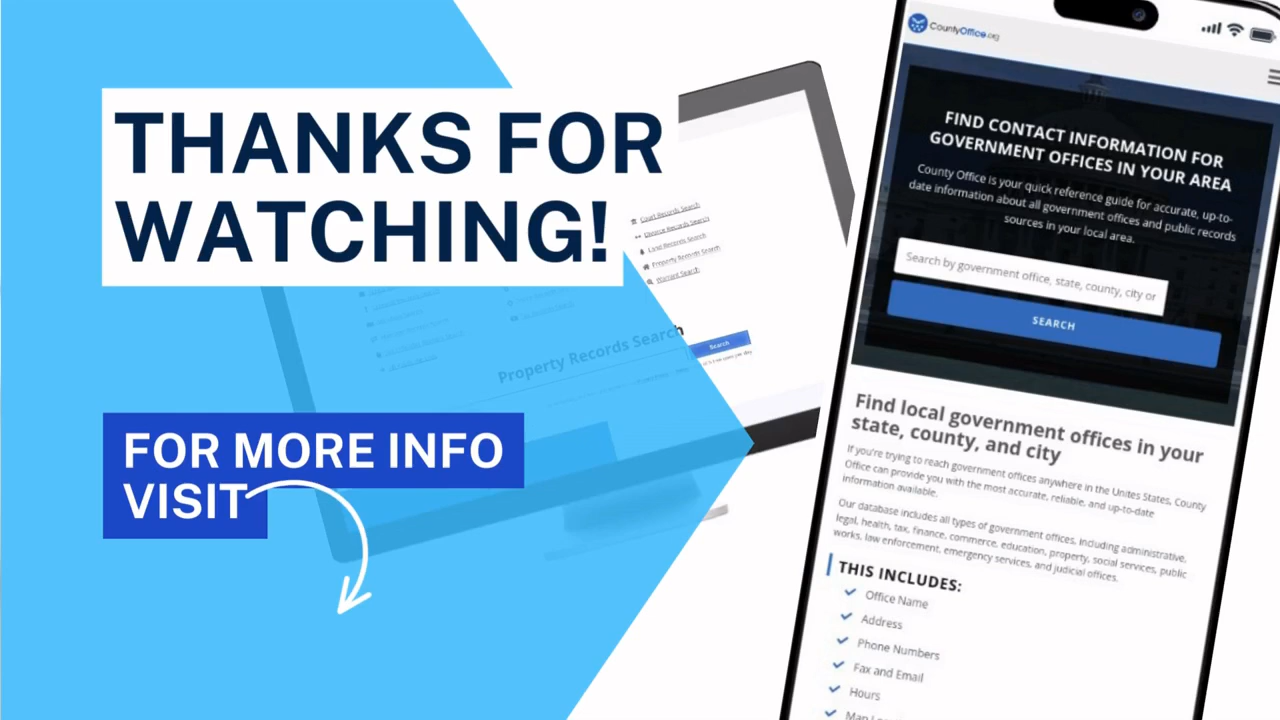 THANKS FOR
WATCHING!
FOR MORE INFO
VISIT
Court Records Search
Divorce Records Search
Land Records Search
Property Records Search
Warrant Search
Property Records Search
Search
CountyOffice.org
FIND CONTACT INFORMATION FOR
GOVERNMENT OFFICES IN YOUR AREA
County Office is your quick reference guide for accurate, up-to-
date information about all government offices and public records
sources in your local area.
Search by government office, state, county, city or
SEARCH
Find local government offices in your
state, county, and city
If you're trying to reach government offices anywhere in the Unites States, County
Office can provide you with the most accurate, reliable, and up-to-date
information available.
Our database includes all types of government offices, including administrative,
legal, health, tax, finance, commerce, education, property, social services, public
works, law enforcement, emergency services, and judicial offices.
THIS INCLUDES:
Office Name
Address
Phone Numbers
Fax and Email
Hours